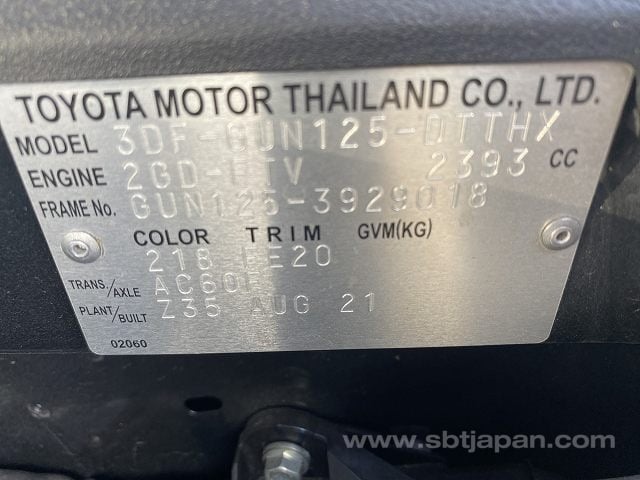 TOYOTA MOTOR THAILAND CO., LTD.
MODEL 3DF-GUN125-DTTHX
ENGINE 2GD-FTV 2393 CC
FRAME No. GUN125-3929018
COLOR TRIM GVM(KG)
218 FE20
TRANS./AXLE AC60F
PLANT/BUILT Z35 AUG 21
02060
www.sbtjapan.com